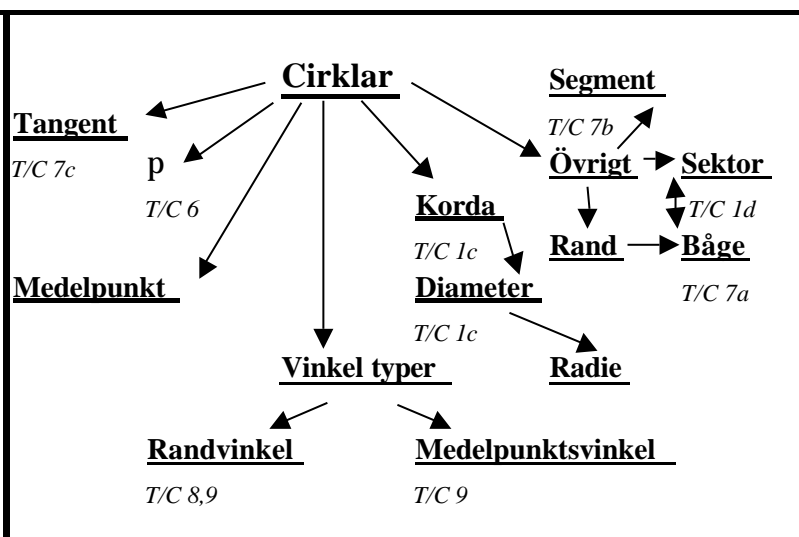 Cirklar
Segment
Tangent
T/C 7b
T/C 7c
p
Övrigt
Sektor
T/C 6
Korda
T/C 1d
T/C 1c
Rand
Båge
Medelpunkt
Diameter
T/C 7a
T/C 1c
Vinkel typer
Radie
Randvinkel
Medelpunktsvinkel
T/C 8,9
T/C 9